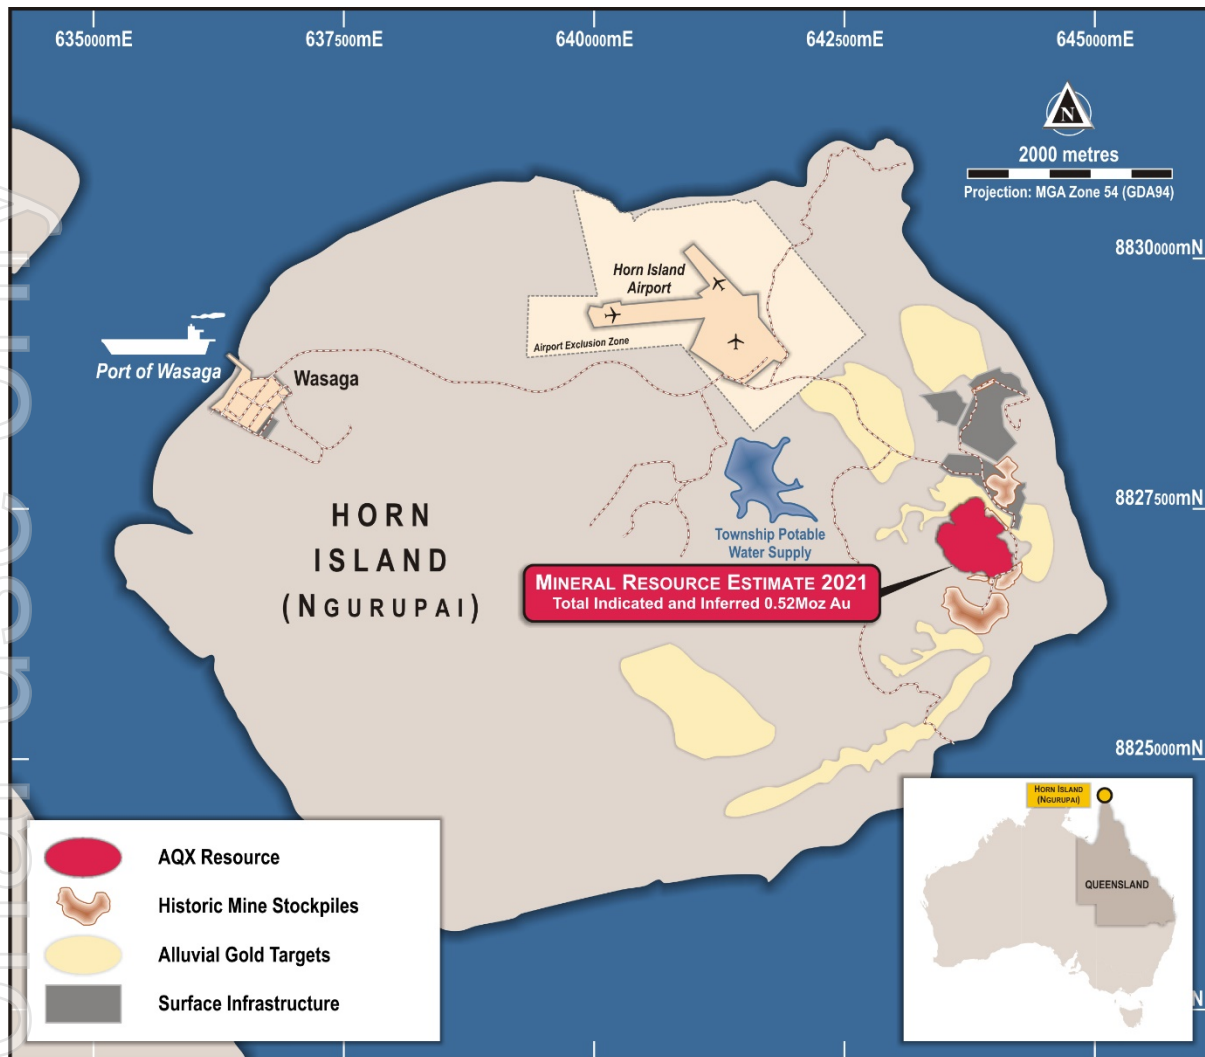 635000mE
637500mE
640000mE
642500mE
645000mE
N
2000 metres
Projection: MGA Zone 54 (GDA94)
8830000mN
Horn Island
Airport
Airport Exclusion Zone
Port of Wasaga
Wasaga
8827500mN
HORN
ISLAND
(NGURUPAI)
Township Potable
Water Supply
MINERAL RESOURCE ESTIMATE 2021
Total Indicated and Inferred 0.52Moz Au
8825000mN
HORN ISLAND
(NGURUPAI)
QUEENSLAND
AQX Resource
Historic Mine Stockpiles
Alluvial Gold Targets
Surface Infrastructure
N